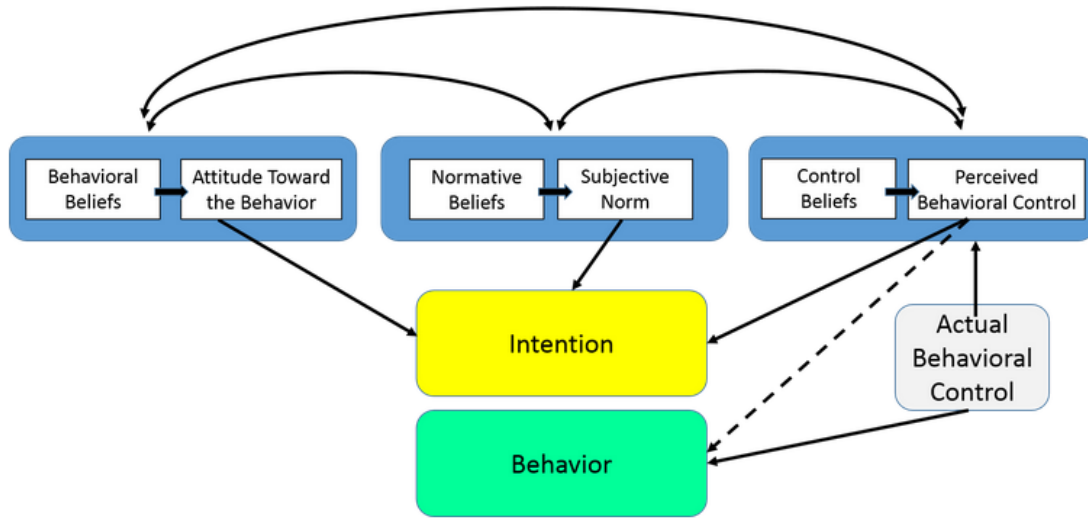 Behavioral
Beliefs
Attitude Toward
the Behavior
Normative
Beliefs
Subjective
Norm
Control
Beliefs
Perceived
Behavioral Control
Intention
Actual
Behavioral
Control
Behavior